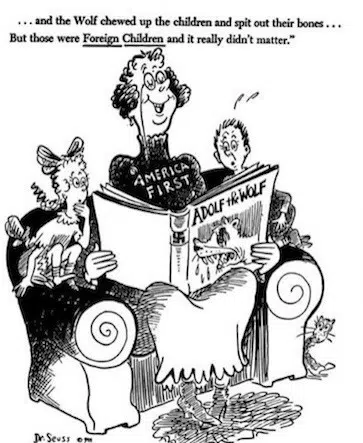 ... and the Wolf chewed up the children and spit out their bones ...
But those were Foreign Children and it really didn't matter."
AMERICA
FIRST
ADOLF the WOLF
Dr. Seuss